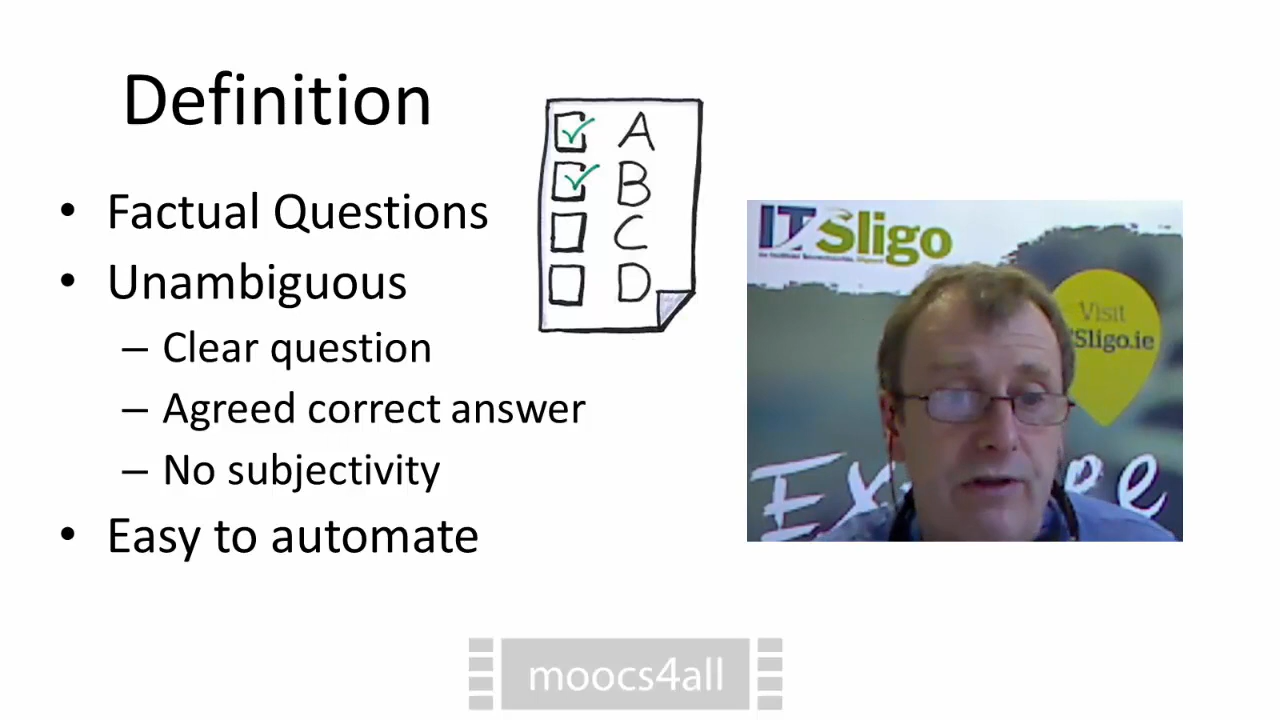 Definition
• Factual Questions
• Unambiguous
– Clear question
– Agreed correct answer
– No subjectivity
• Easy to automate
A
B
C
D
IT Sligo
Visit
Sligo.ie
moocs4all